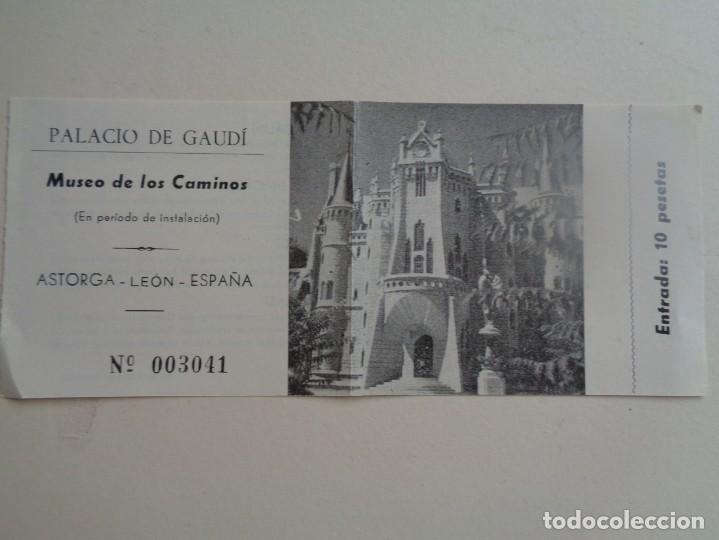 PALACIO DE GAUDÍ
Museo de los Caminos
(En período de instalación)
ASTORGA - LEÓN - ESPAÑA
Nº 003041
Entrada: 10 pesetas
todocoleccion.net